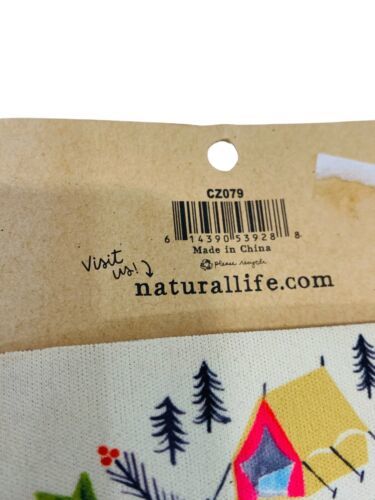 CZ079
6 14390 53928 8
Made in China
please recycle
Visit
us!
naturallife.com